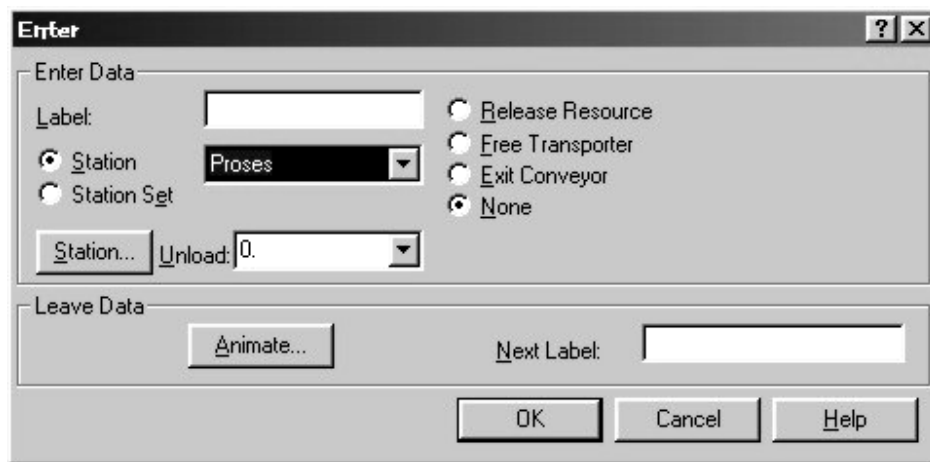 Enter
Enter Data
Label:
Station
Proses
Station Set
Release Resource
Free Transporter
Exit Conveyor
None
Station...
Unload:
0.
Leave Data
Animate...
Next Label:
OK
Cancel
Help